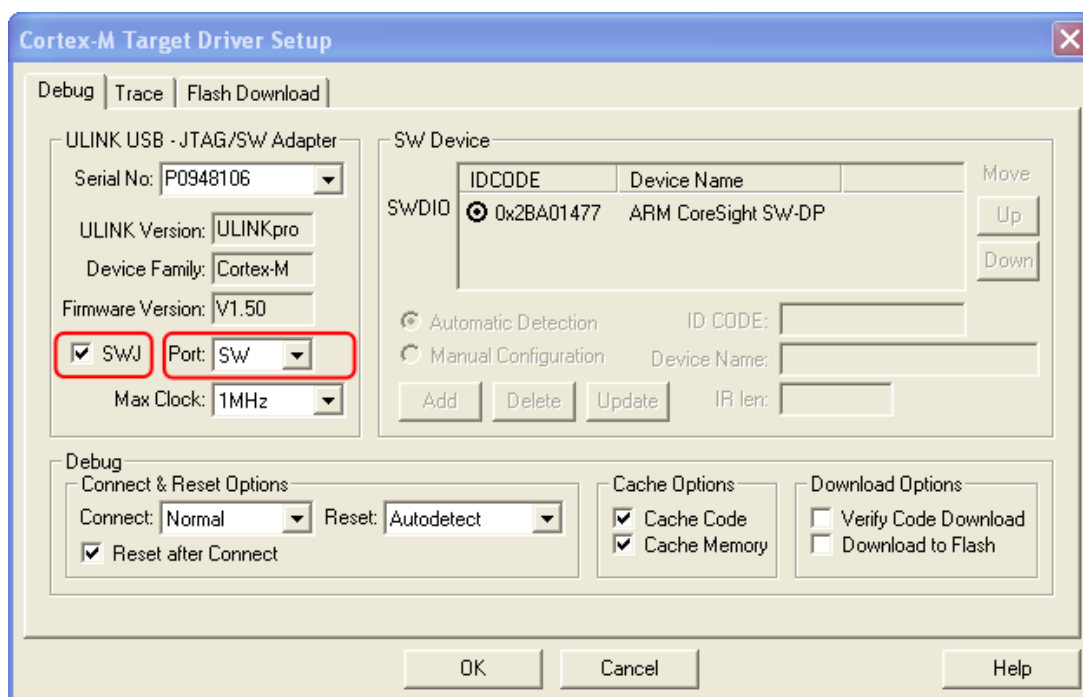 Cortex-M Target Driver Setup
Debug Trace Flash Download
ULINK USB - JTAG/SW Adapter
Serial No: P0948106
ULINK Version: ULINKpro
Device Family: Cortex-M
Firmware Version: V1.50
SWJ Port: SW
Max Clock: 1MHz
SW Device
IDCODE Device Name
SWDIO 0x2BA01477 ARM CoreSight SW-DP
Move
Up
Down
Automatic Detection ID CODE:
Manual Configuration Device Name:
Add Delete Update IR len:
Debug
Connect & Reset Options
Connect: Normal Reset: Autodetect
Reset after Connect
Cache Options
Cache Code
Cache Memory
Download Options
Verify Code Download
Download to Flash
OK Cancel Help